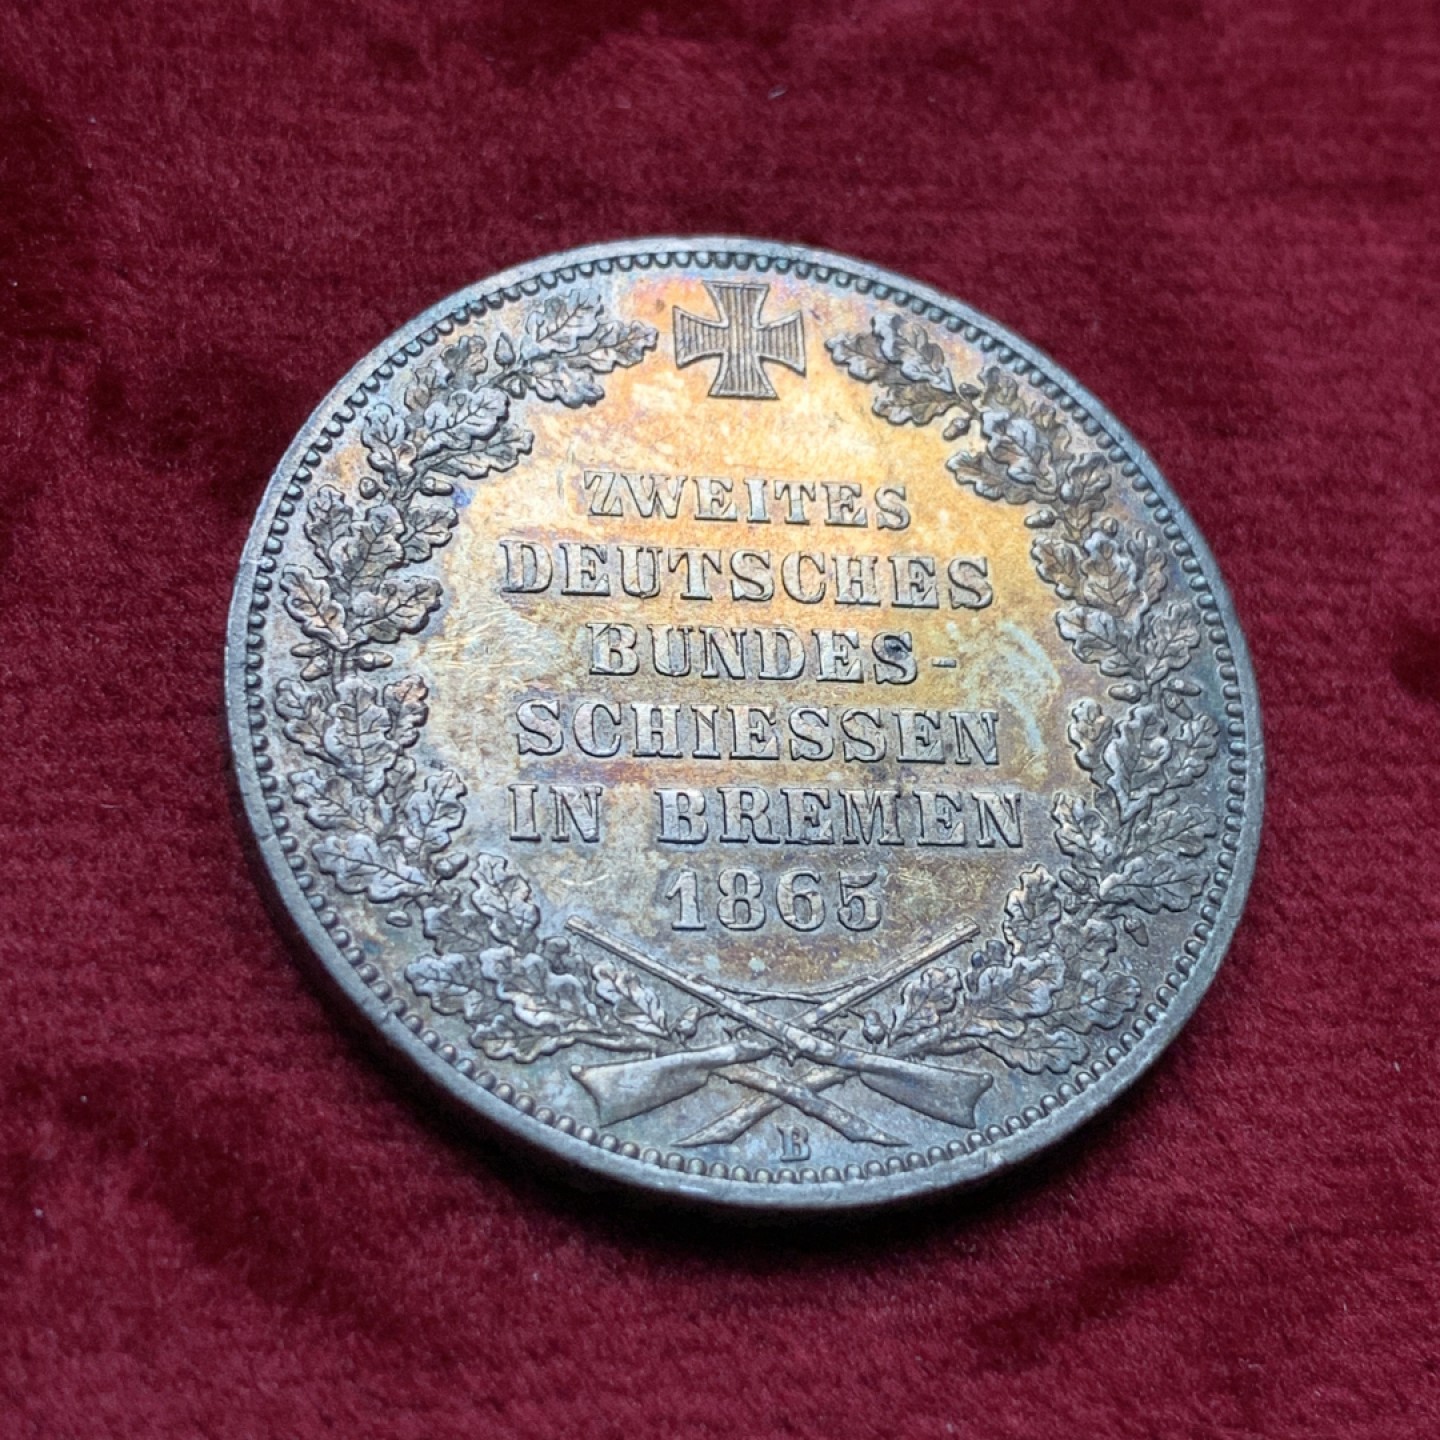 ZWEITES
DEUTSCHES
BUNDES-
SCHIESSEN
IN BREMEN
1865
B